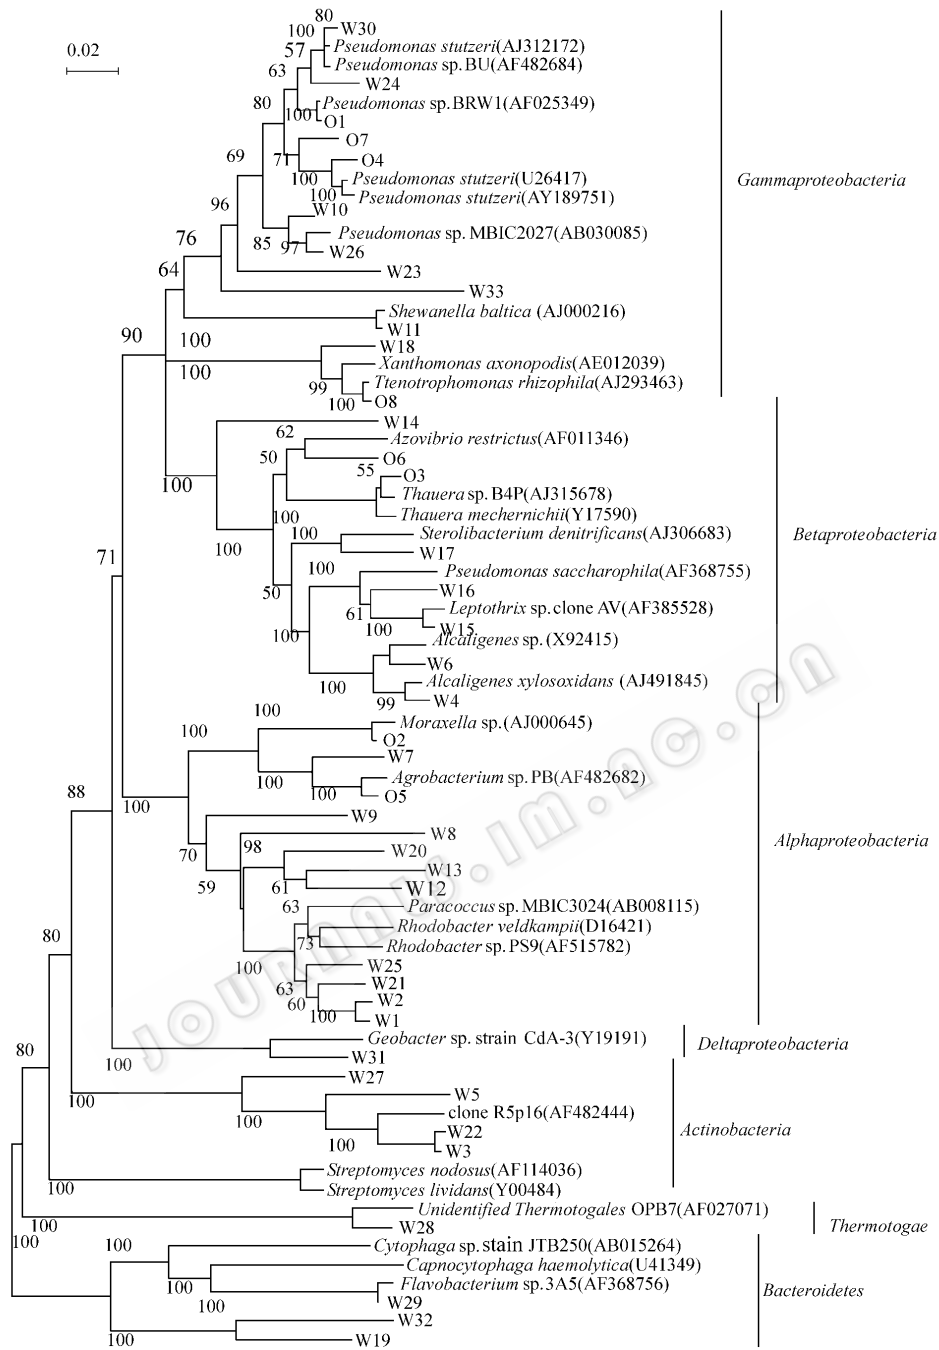 80
100
W30
0.02
57
Pseudomonas stutzeri(AJ312172)
Pseudomonas sp. BU(AF482684)
63
W24
80
Pseudomonas sp. BRW1(AF025349)
100
O1
O7
69
71
O4
100
Pseudomonas stutzeri(U26417)
Gammaproteobacteria
100
Pseudomonas stutzeri(AY189751)
96
W10
76
85
Pseudomonas sp. MBIC2027(AB030085)
97
W26
64
W23
W33
Shewanella baltica (AJ000216)
90
100
W11
W18
100
Xanthomonas axonopodis(AE012039)
99
Ttenotrophomonas rhizophila(AJ293463)
100
O8
W14
62
Azovibrio restrictus(AF011346)
50
O6
55
O3
100
Thauera sp. B4P(AJ315678)
100
Thauera mechernichii(Y17590)
100
Sterolibacterium denitrificans(AJ306683)
Betaproteobacteria
100
W17
71
100
Pseudomonas saccharophila(AF368755)
50
W16
61
Leptothrix sp. clone AV(AF385528)
100
W15
100
Alcaligenes sp. (X92415)
W6
100
Alcaligenes xylosoxidans (AJ491845)
99
W4
100
Moraxella sp.(AJ000645)
100
O2
W7
100
Agrobacterium sp. PB(AF482682)
88
100
O5
100
W9
W8
70
98
W20
Alphaproteobacteria
59
W13
61
W12
63
Paracoccus sp. MBIC3024(AB008115)
Rhodobacter veldkampii(D16421)
80
73
Rhodobacter sp. PS9(AF515782)
100
W25
63
W21
60
W2
100
W1
JOURNALS.IM.AC.CN
Geobacter sp. strain CdA-3(Y19191)
Deltaproteobacteria
80
100
W31
W27
100
W5
100
clone R5p16(AF482444)
W22
Actinobacteria
100
W3
Streptomyces nodosus(AF114036)
100
Streptomyces lividans(Y00484)
Unidentified Thermotogales OPB7(AF027071)
100
W28
Thermotogae
100
100
Cytophaga sp. stain JTB250(AB015264)
Capnocytophaga haemolytica(U41349)
100
Flavobacterium sp. 3A5(AF368756)
Bacteroidetes
100
W29
W32
100
W19